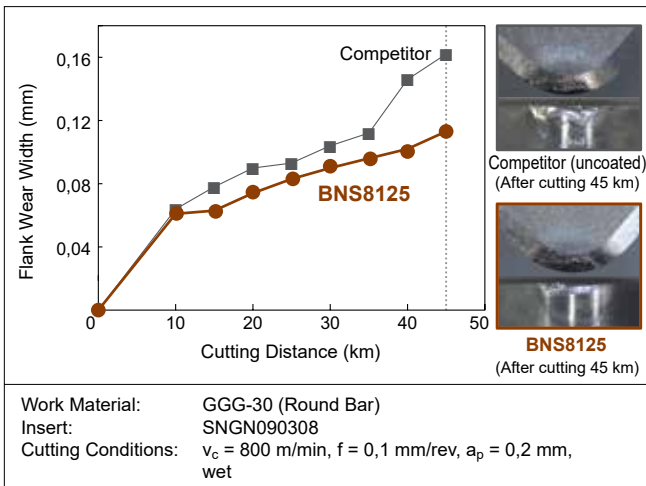 Flank Wear Width (mm)
0,16
0,12
0,08
0,04
Competitor
BNS8125
0
10
20
30
40
50
Cutting Distance (km)
Competitor (uncoated)
(After cutting 45 km)
BNS8125
(After cutting 45 km)
Work Material: GGG-30 (Round Bar)
Insert: SNGN090308
Cutting Conditions: vc = 800 m/min, f = 0,1 mm/rev, ap = 0,2 mm,
wet